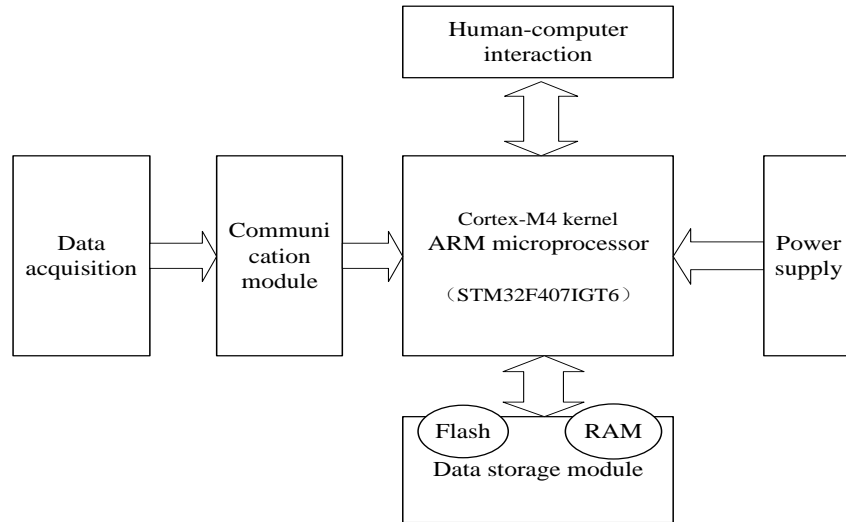 Human-computer
interaction
Data
acquisition
Communi
cation
module
Cortex-M4 kernel
ARM microprocessor
（STM32F407IGT6）
Power
supply
Flash
RAM
Data storage module